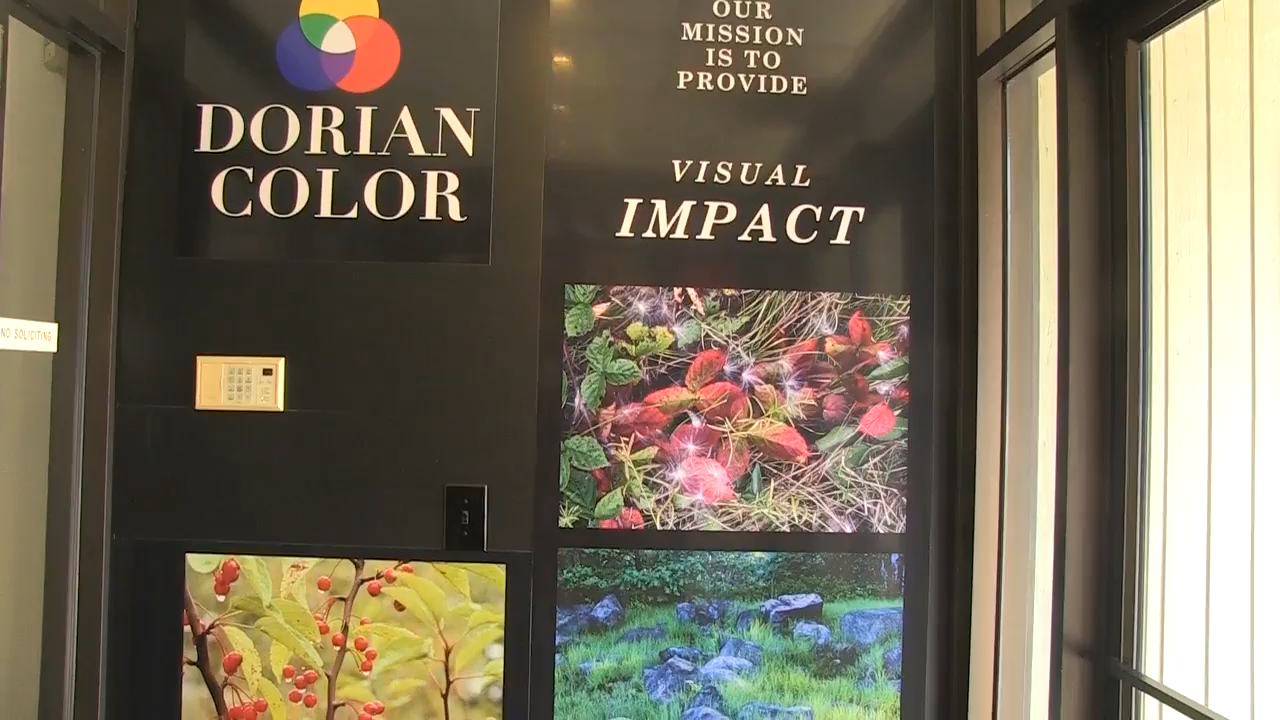 DORIAN
COLOR
OUR
MISSION
IS TO
PROVIDE
VISUAL
IMPACT
NO SOLICITING